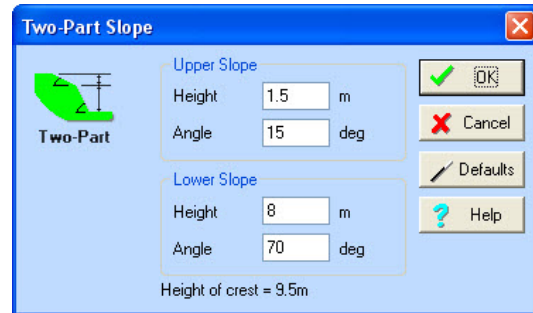 Two-Part Slope
Two-Part
Upper Slope
Height 1.5 m
Angle 15 deg
Lower Slope
Height 8 m
Angle 70 deg
Height of crest = 9.5m
OK
Cancel
Defaults
Help